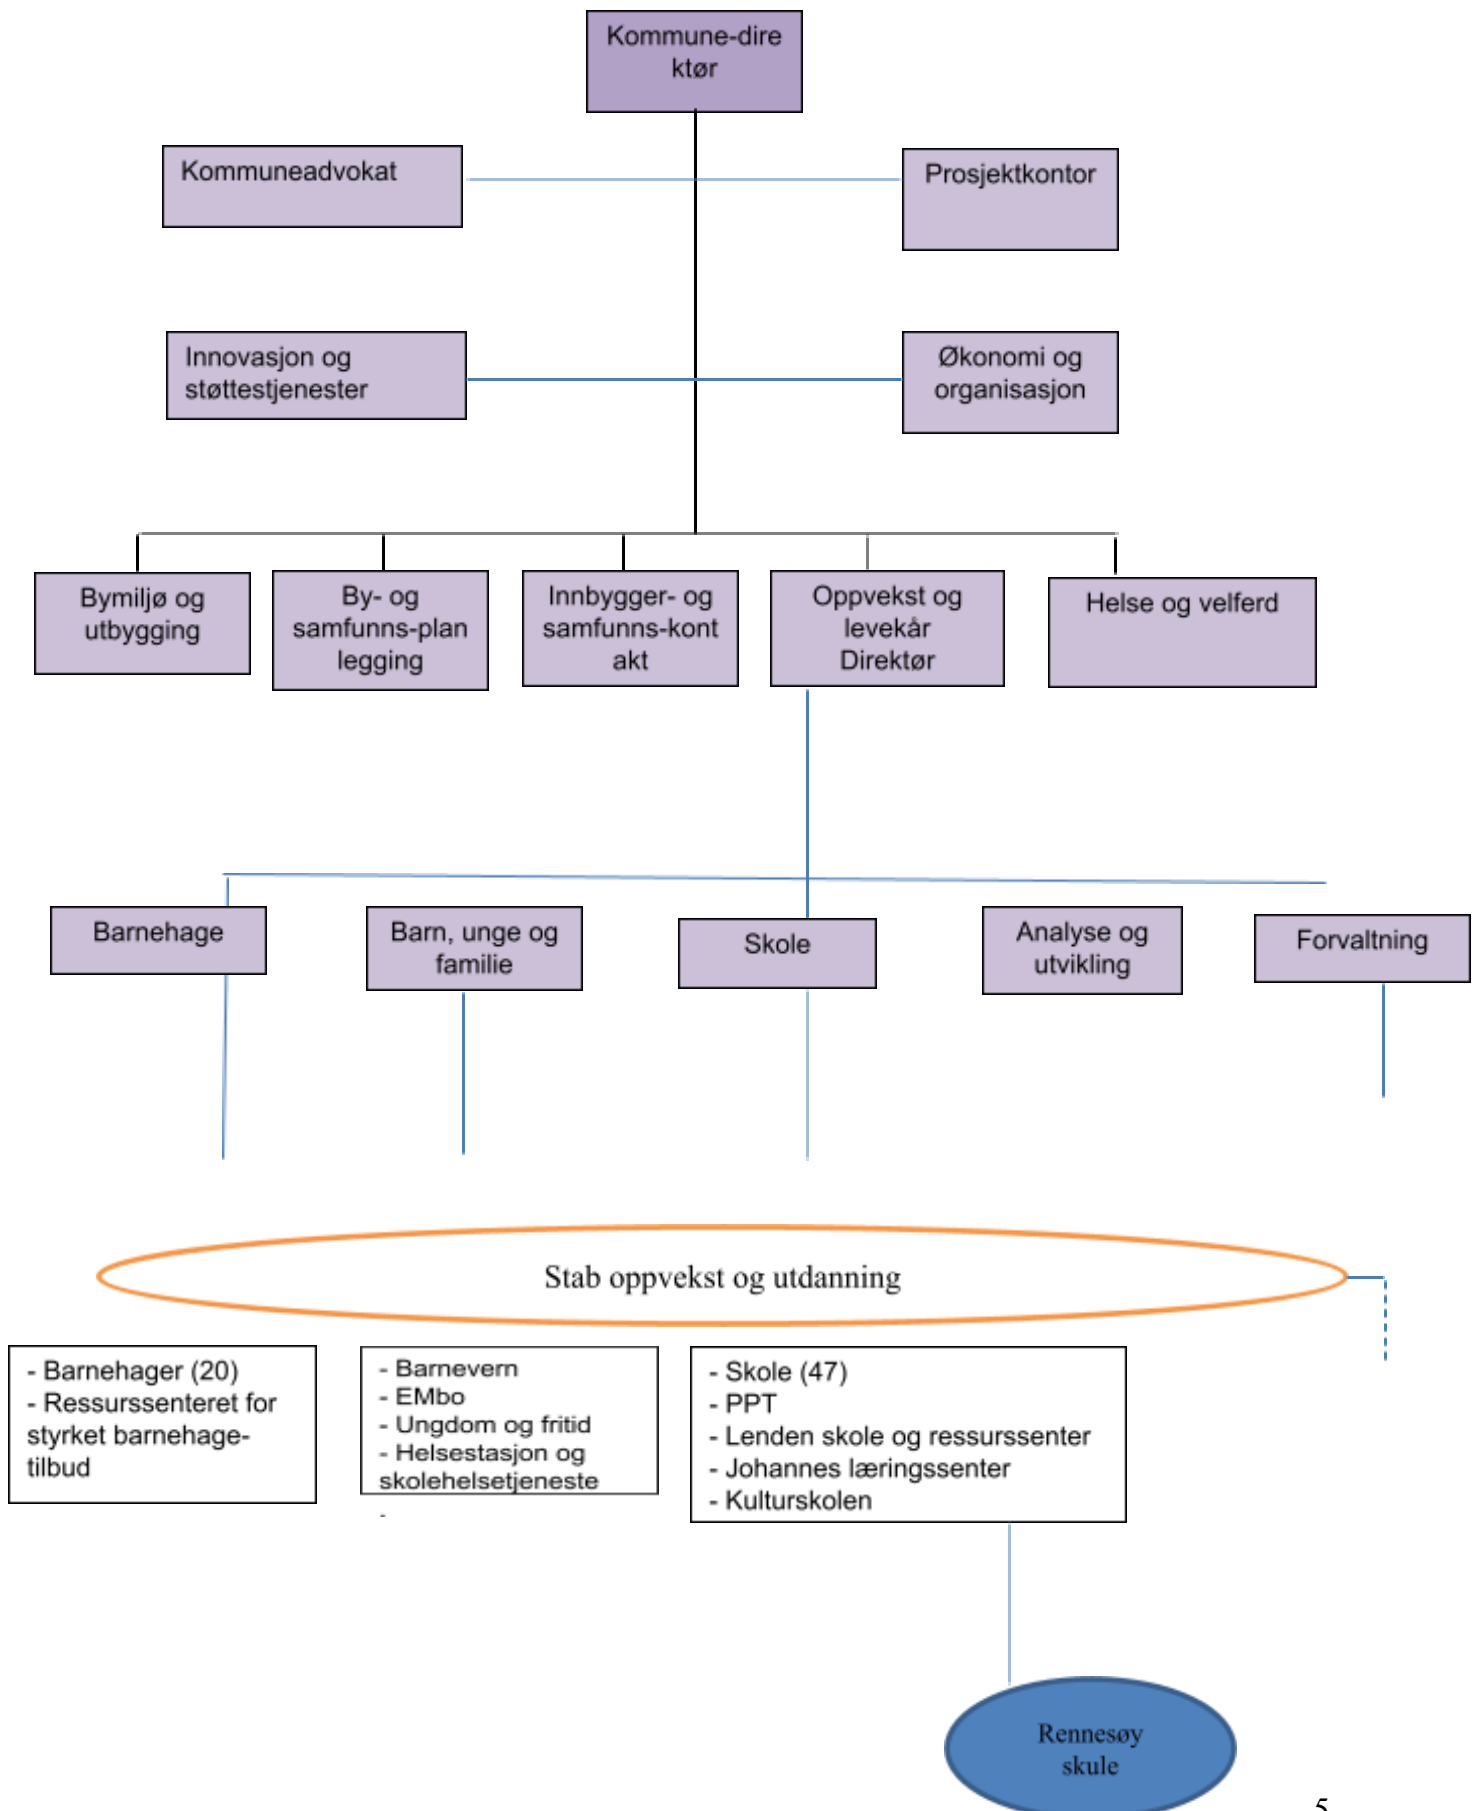 Kommune-dire
ktør
Kommuneadvokat
Prosjektkontor
Innovasjon og
støttestjenester
Økonomi og
organisasjon
Bymiljø og
utbygging
By- og
samfunns-plan
legging
Innbygger- og
samfunns-kont
akt
Oppvekst og
levekår
Direktør
Helse og velferd
Barnehage
Barn, unge og
familie
Skole
Analyse og
utvikling
Forvaltning
Stab oppvekst og utdanning
- Barnehager (20)
- Ressurssenteret for
styrket barnehage-
tilbud
- Barnevern
- EMbo
- Ungdom og fritid
- Helsestasjon og
skolehelsetjeneste
-
- Skole (47)
- PPT
- Lenden skole og ressurssenter
- Johannes læringssenter
- Kulturskolen
Rennesøy
skule
5